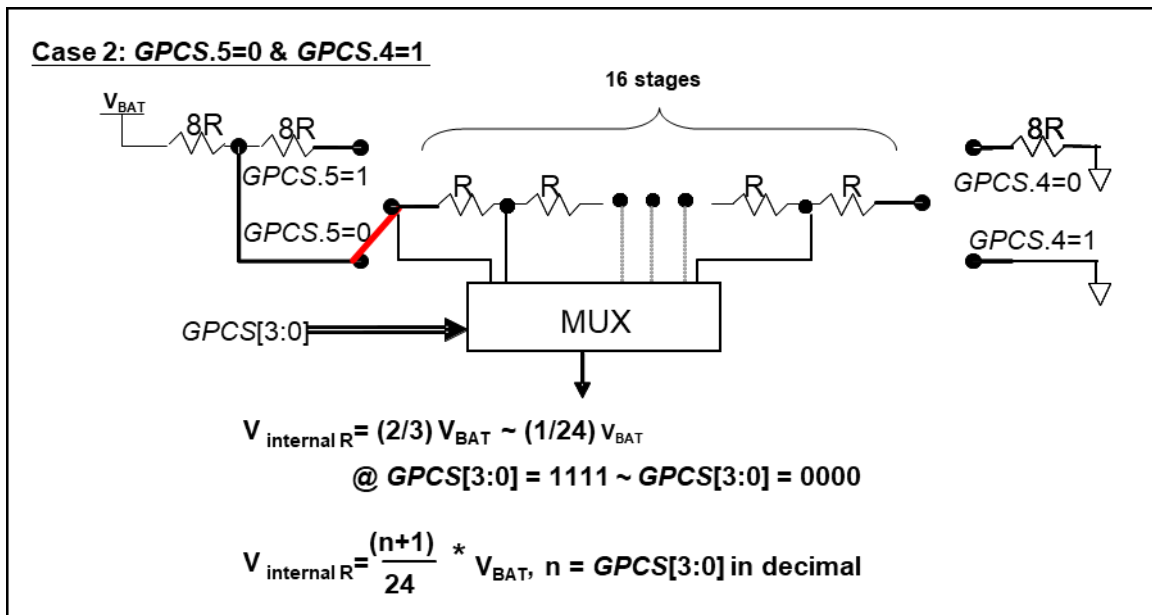 Case 2: GPCS.5=0 & GPCS.4=1
16 stages
VBAT
8R 8R 8R
GPCS.5=1
R R R R
GPCS.4=0
GPCS.5=0
GPCS.4=1
MUX
GPCS[3:0]
V internal R = (2/3) VBAT ~ (1/24) VBAT
@ GPCS[3:0] = 1111 ~ GPCS[3:0] = 0000
V internal R = (n+1)/24 * VBAT, n = GPCS[3:0] in decimal